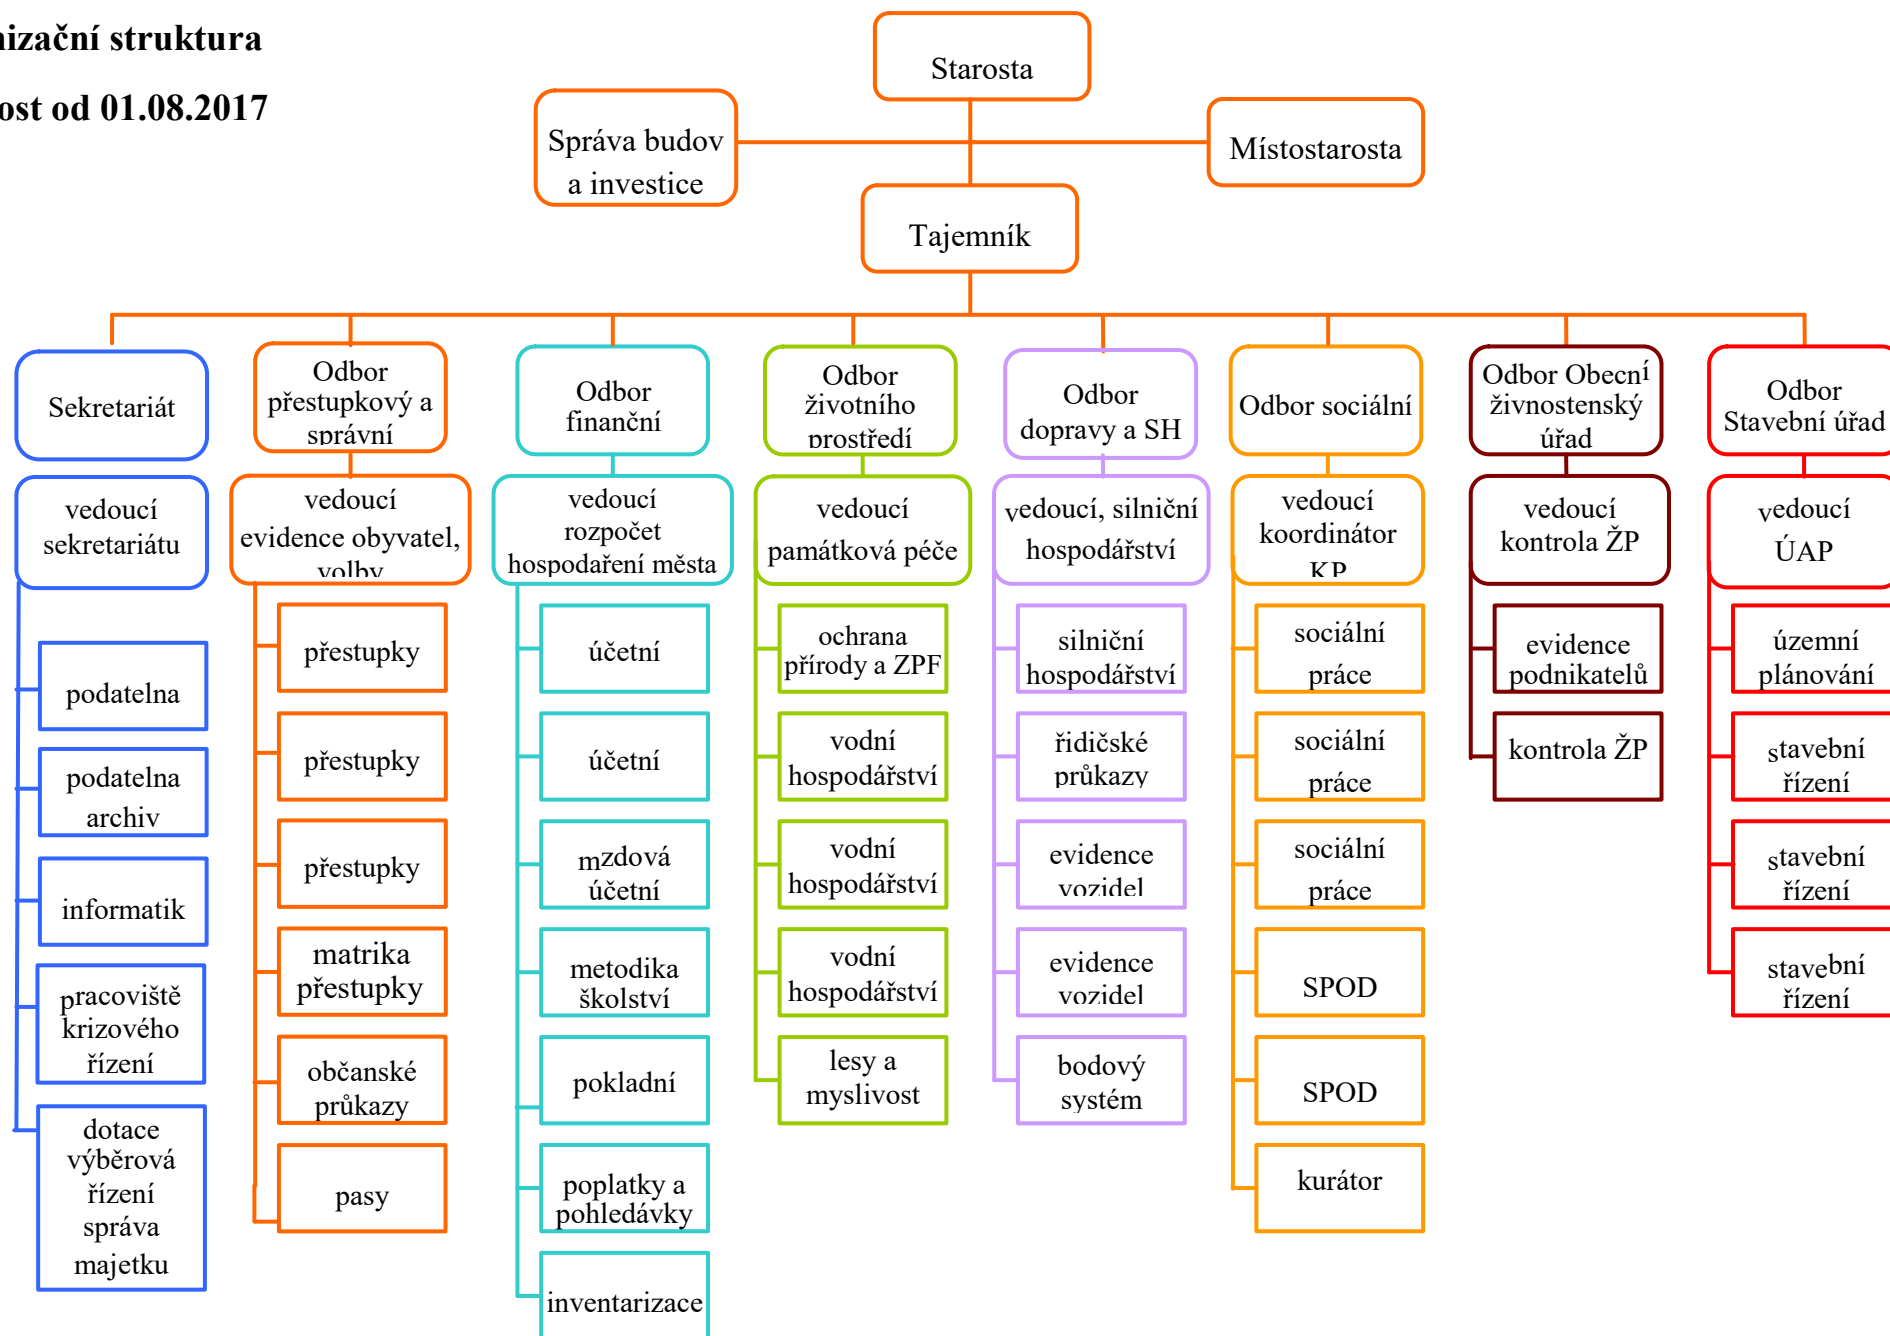 nizační struktura
ost od 01.08.2017
Starosta
Správa budov
a investice
Místostarosta
Tajemník
Sekretariát
Odbor
přestupkový a
správní
Odbor
finanční
Odbor
životního
prostředí
Odbor
dopravy a SH
Odbor sociální
Odbor Obecní
živnostenský
úřad
Odbor
Stavební úřad
vedoucí
sekretariátu
vedoucí
evidence obyvatel,
volby
vedoucí
rozpočet
hospodaření města
vedoucí
památková péče
vedoucí, silniční
hospodářství
vedoucí
koordinátor
KP
vedoucí
kontrola ŽP
vedoucí
ÚAP
podatelna
podatelna
archiv
informatik
pracoviště
krizového
řízení
dotace
výběrová
řízení
správa
majetku
přestupky
přestupky
přestupky
matrika
přestupky
občanské
průkazy
pasy
účetní
účetní
mzdová
účetní
metodika
školství
pokladní
poplatky a
pohledávky
inventarizace
ochrana
přírody a ZPF
vodní
hospodářství
vodní
hospodářství
vodní
hospodářství
lesy a
myslivost
silniční
hospodářství
řidičské
průkazy
evidence
vozidel
evidence
vozidel
bodový
systém
sociální
práce
sociální
práce
sociální
práce
SPOD
SPOD
kurátor
evidence
podnikatelů
kontrola ŽP
územní
plánování
stavební
řízení
stavební
řízení
stavební
řízení